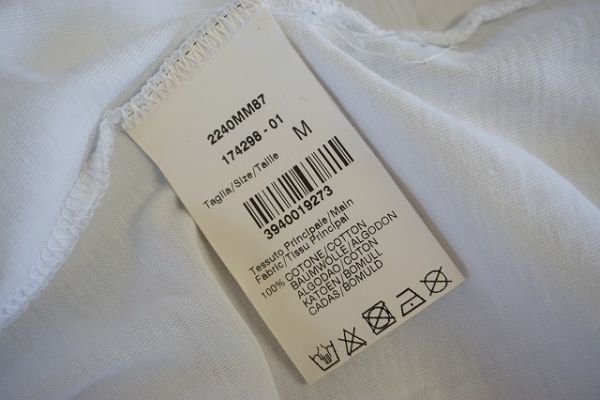 2240MM87
174298 - 01
Taglia/Size/Taille M
3940019273
Tessuto Principale/Main
Fabric/Tissu Principal
100% COTONE/COTTON
BAUMWOLLE/ALGODON
ALGODAO/COTON
KATOEN/BOMULL
CADAS/BOMULD